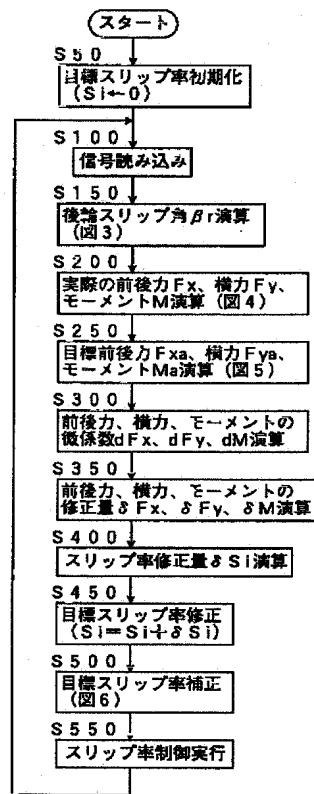 スタート
S50
目標スリップ率初期化
(Si←0)
S100
信号読み込み
S150
後論スリップ角βr演算
(図3)
S200
実際の前後力Fx、横力Fy、
モーメントM演算(図4)
S250
目標前後力Fxa、横力Fya、
モーメントMa演算(図5)
S300
前後力、横力、モーメントの
微係数dFx、dFy、dM演算
S350
前後力、横力、モーメントの
修正量δFx、δFy、δM演算
S400
スリップ率修正量δSi演算
S450
目標スリップ率修正
(Si=Si+δSi)
S500
目標スリップ率補正
(図6)
S550
スリップ率制御実行